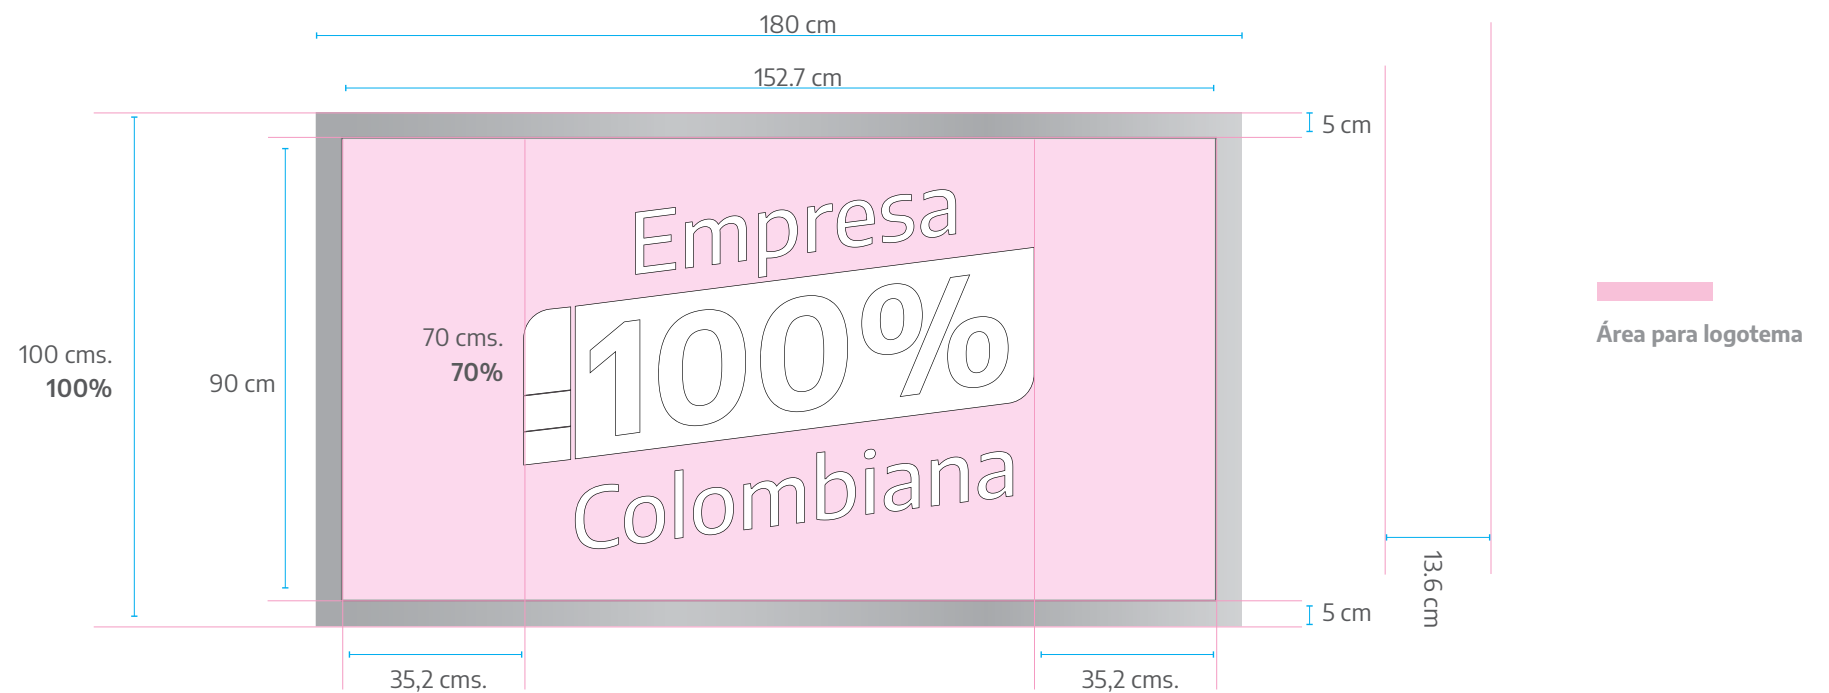 180 cm
152.7 cm
5 cm
Empresa
100%
Colombiana
70 cms.
70%
100 cms.
100%
90 cm
Área para logotema
13.6 cm
5 cm
35,2 cms.
35,2 cms.